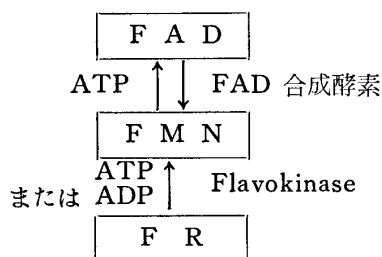 F A D
ATP FAD 合成酵素
F M N
ATP
または ADP Flavokinase
F R